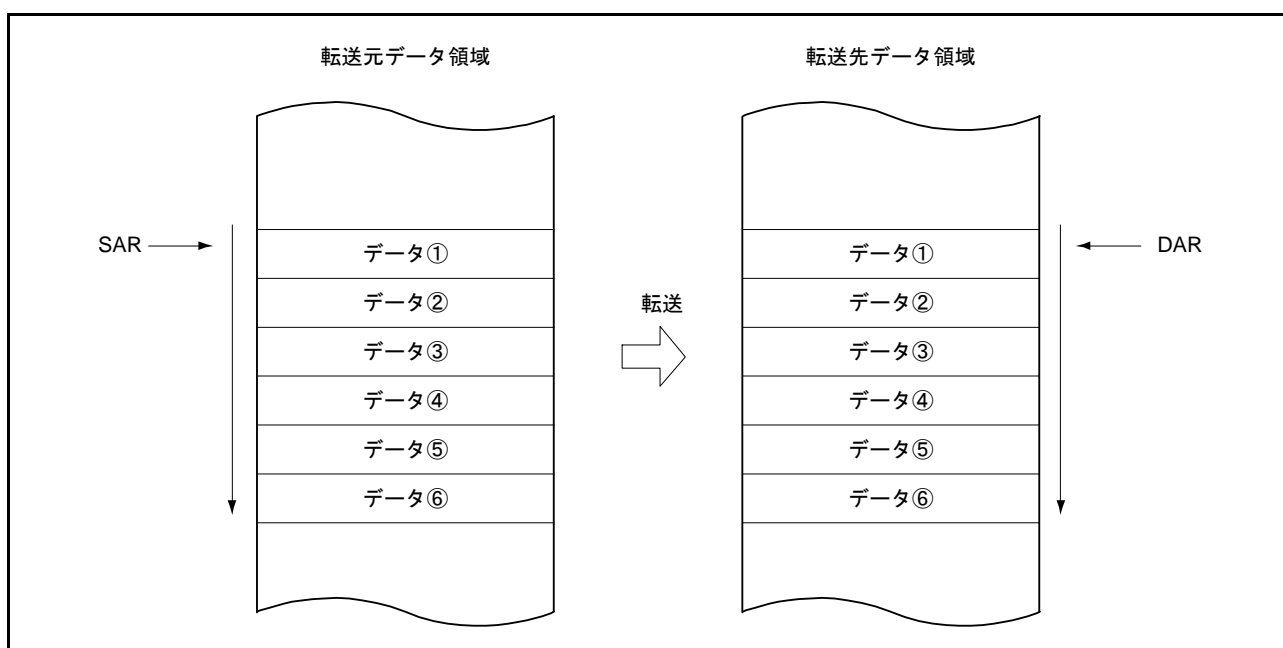 転送元データ領域
転送先データ領域
SAR
データ①
データ②
データ③
データ④
データ⑤
データ⑥
転送
データ①
データ②
データ③
データ④
データ⑤
データ⑥
DAR